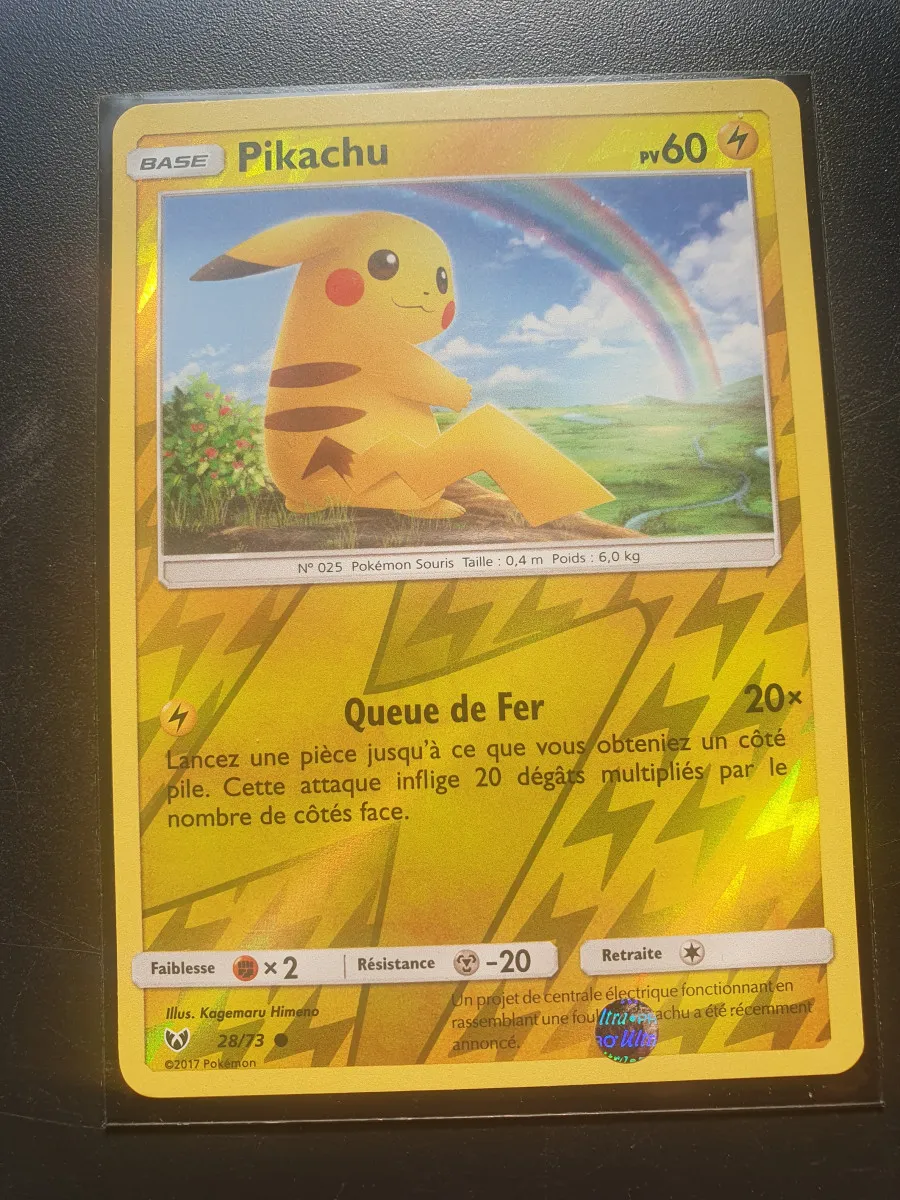 BASE Pikachu PV60
N° 025 Pokémon Souris Taille : 0,4 m Poids : 6,0 kg
Queue de Fer 20×
Lancez une pièce jusqu'à ce que vous obteniez un côté
pile. Cette attaque inflige 20 dégâts multipliés par le
nombre de côtés face.
Faiblesse ×2 Résistance -20 Retraite
Illus. Kagemaru Himeno
28/73
©2017 Pokémon
Un projet de centrale électrique fonctionnant en
rassemblant une achu a été récemment
annoncé.